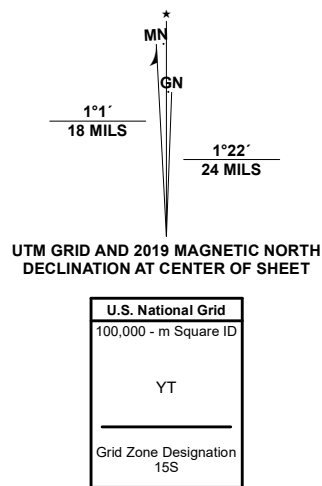 ★
MN
GN
1°1´
18 MILS
1°22´
24 MILS
UTM GRID AND 2019 MAGNETIC NORTH
DECLINATION AT CENTER OF SHEET
U.S. National Grid
100,000 - m Square ID
YT
Grid Zone Designation
15S